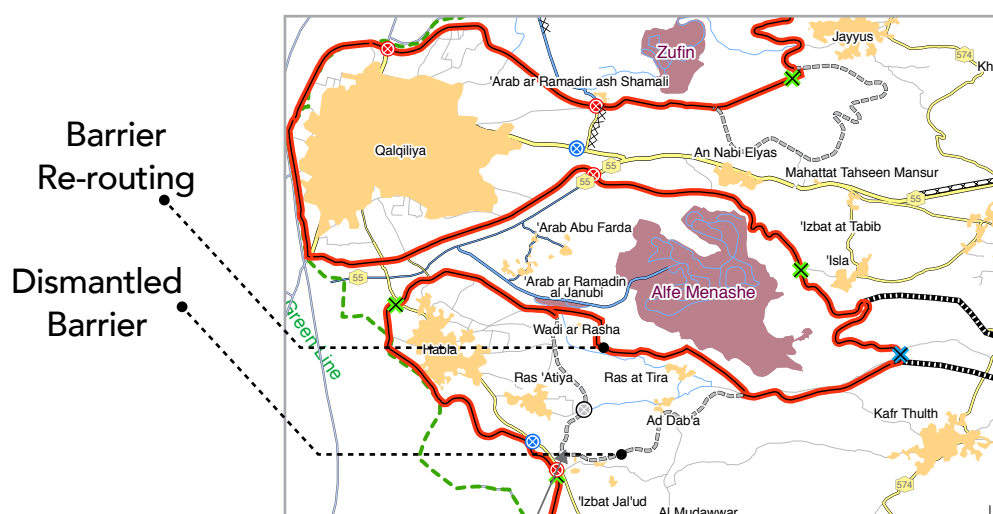 Barrier
Re-routing
Dismantled
Barrier
Zufin
Jayyus
574
Kh
'Arab ar Ramadin ash Shamali
Qalqiliya
An Nabi Elyas
55
55
Mahattat Tahseen Mansur
55
'Arab Abu Farda
'Izbat at Tabib
'Isla
55
'Arab ar Ramadin
al Janubi
Alfe Menashe
Green Line
Wadi ar Rasha
Habla
Ras 'Atiya
Ras at Tira
Ad Dab'a
Kafr Thulth
574
'Izbat Jal'ud
Al Mudawwar